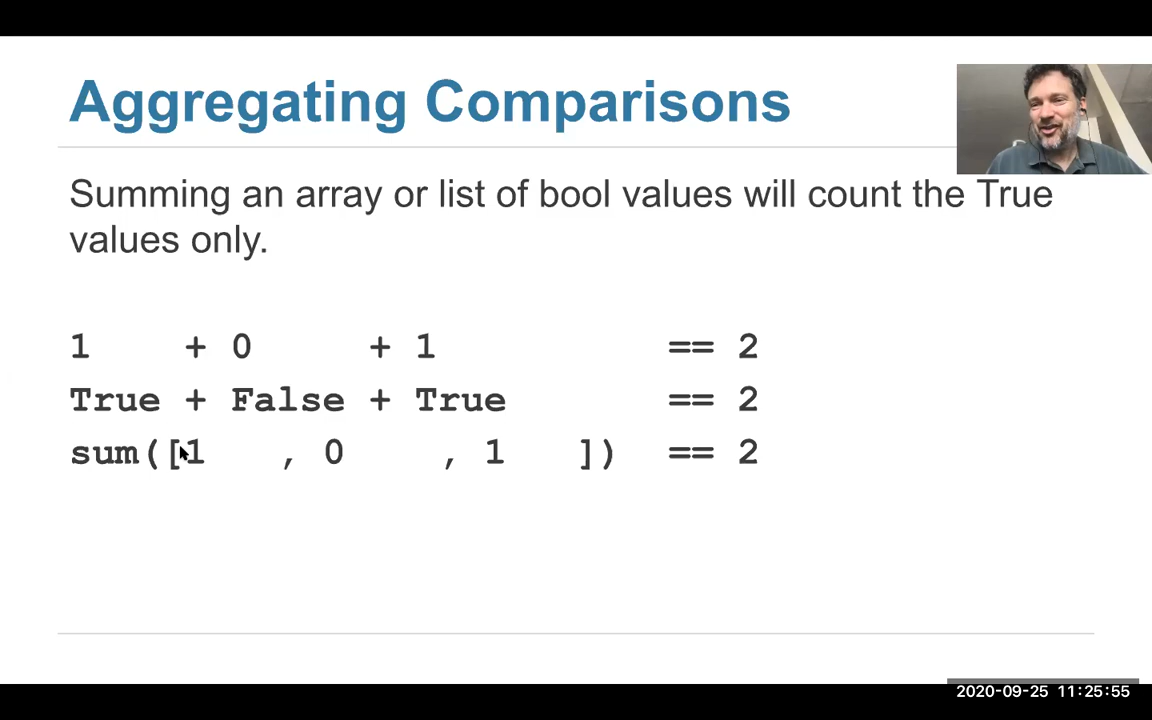 Aggregating Comparisons
Summing an array or list of bool values will count the True
values only.
1 + 0 + 1 == 2
True + False + True == 2
sum([1 , 0 , 1 ]) == 2
2020-09-25 11:25:55